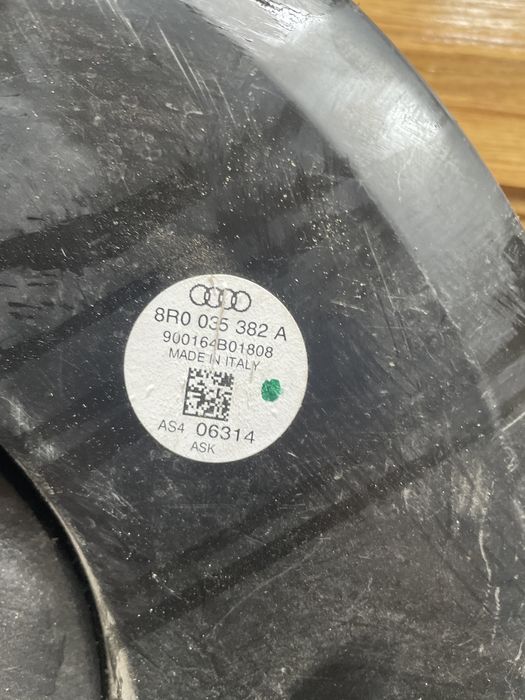 8R0 035 382 A
900164B01808
MADE IN ITALY
AS4 06314
ASK